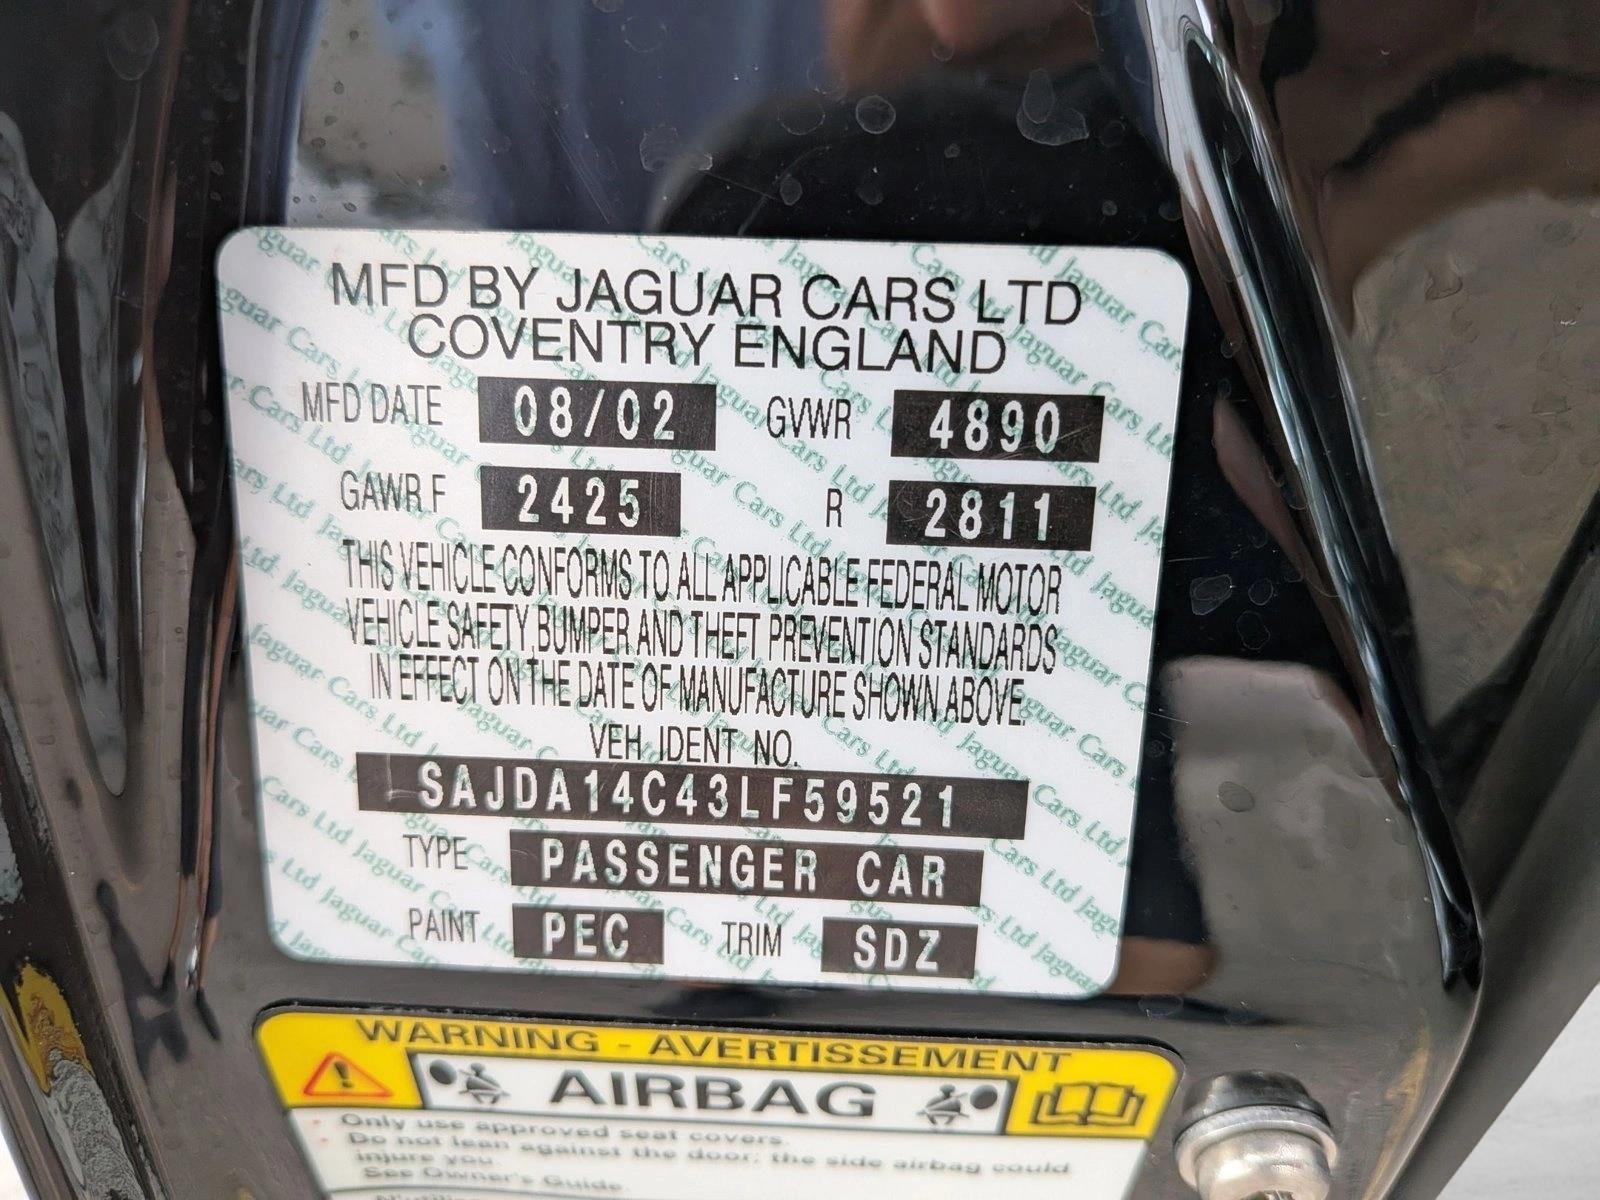 MFD BY JAGUAR CARS LTD
COVENTRY ENGLAND
MFD DATE 08/02 GVWR 4890
GAWR F 2425 R 2811
THIS VEHICLE CONFORMS TO ALL APPLICABLE FEDERAL MOTOR
VEHICLE SAFETY, BUMPER AND THEFT PREVENTION STANDARDS
IN EFFECT ON THE DATE OF MANUFACTURE SHOWN ABOVE.
VEH. IDENT NO.
SAJDA14C43LF59521
TYPE PASSENGER CAR
PAINT PEC TRIM SDZ
WARNING - AVERTISSEMENT
AIRBAG
Only use approved seat covers.
Do not lean against the door; the side airbag could
injure you.
See Owner's Guide.